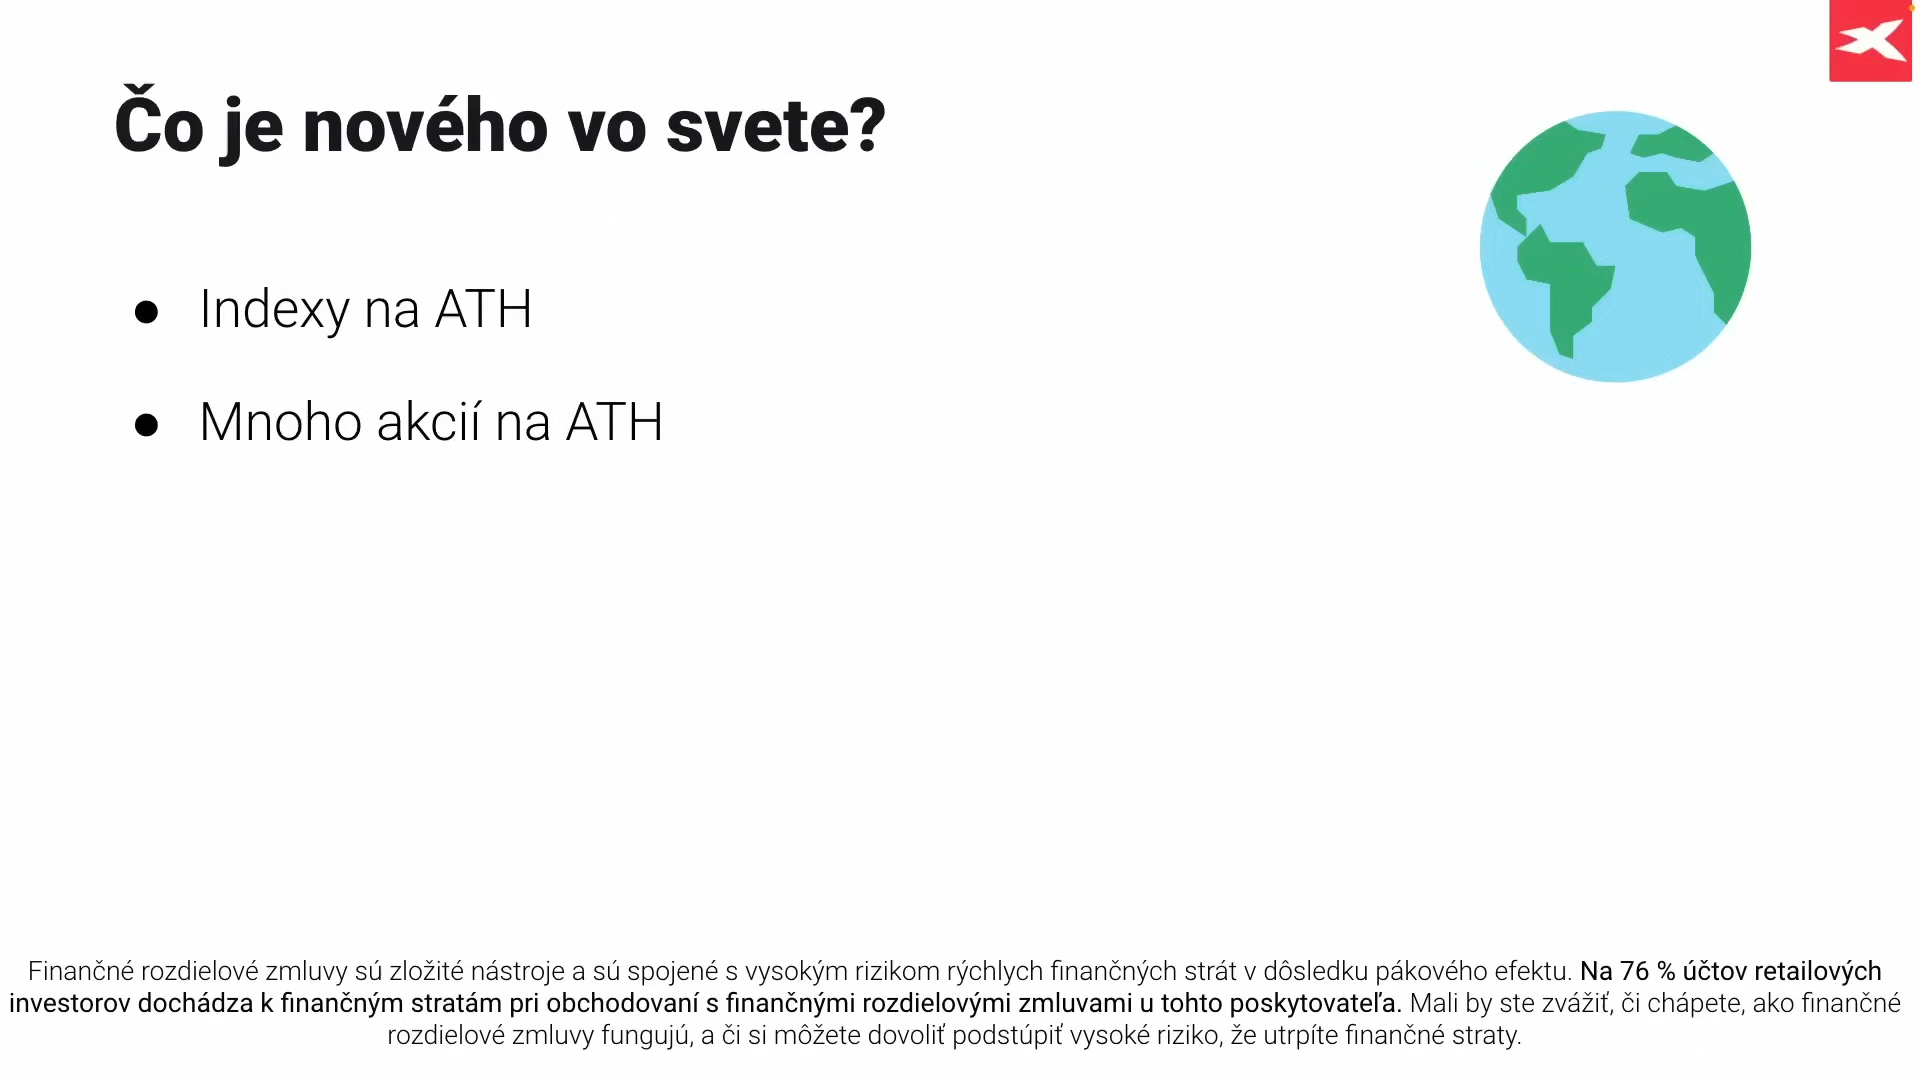 Čo je nového vo svete?
● Indexy na ATH
● Mnoho akcií na ATH
Finančné rozdielové zmluvy sú zložité nástroje a sú spojené s vysokým rizikom rýchlych finančných strát v dôsledku pákového efektu. Na 76 % účtov retailových
investorov dochádza k finančným stratám pri obchodovaní s finančnými rozdielovými zmluvami u tohto poskytovateľa. Mali by ste zvážiť, či chápete, ako finančné
rozdielové zmluvy fungujú, a či si môžete dovoliť podstúpiť vysoké riziko, že utrpíte finančné straty.